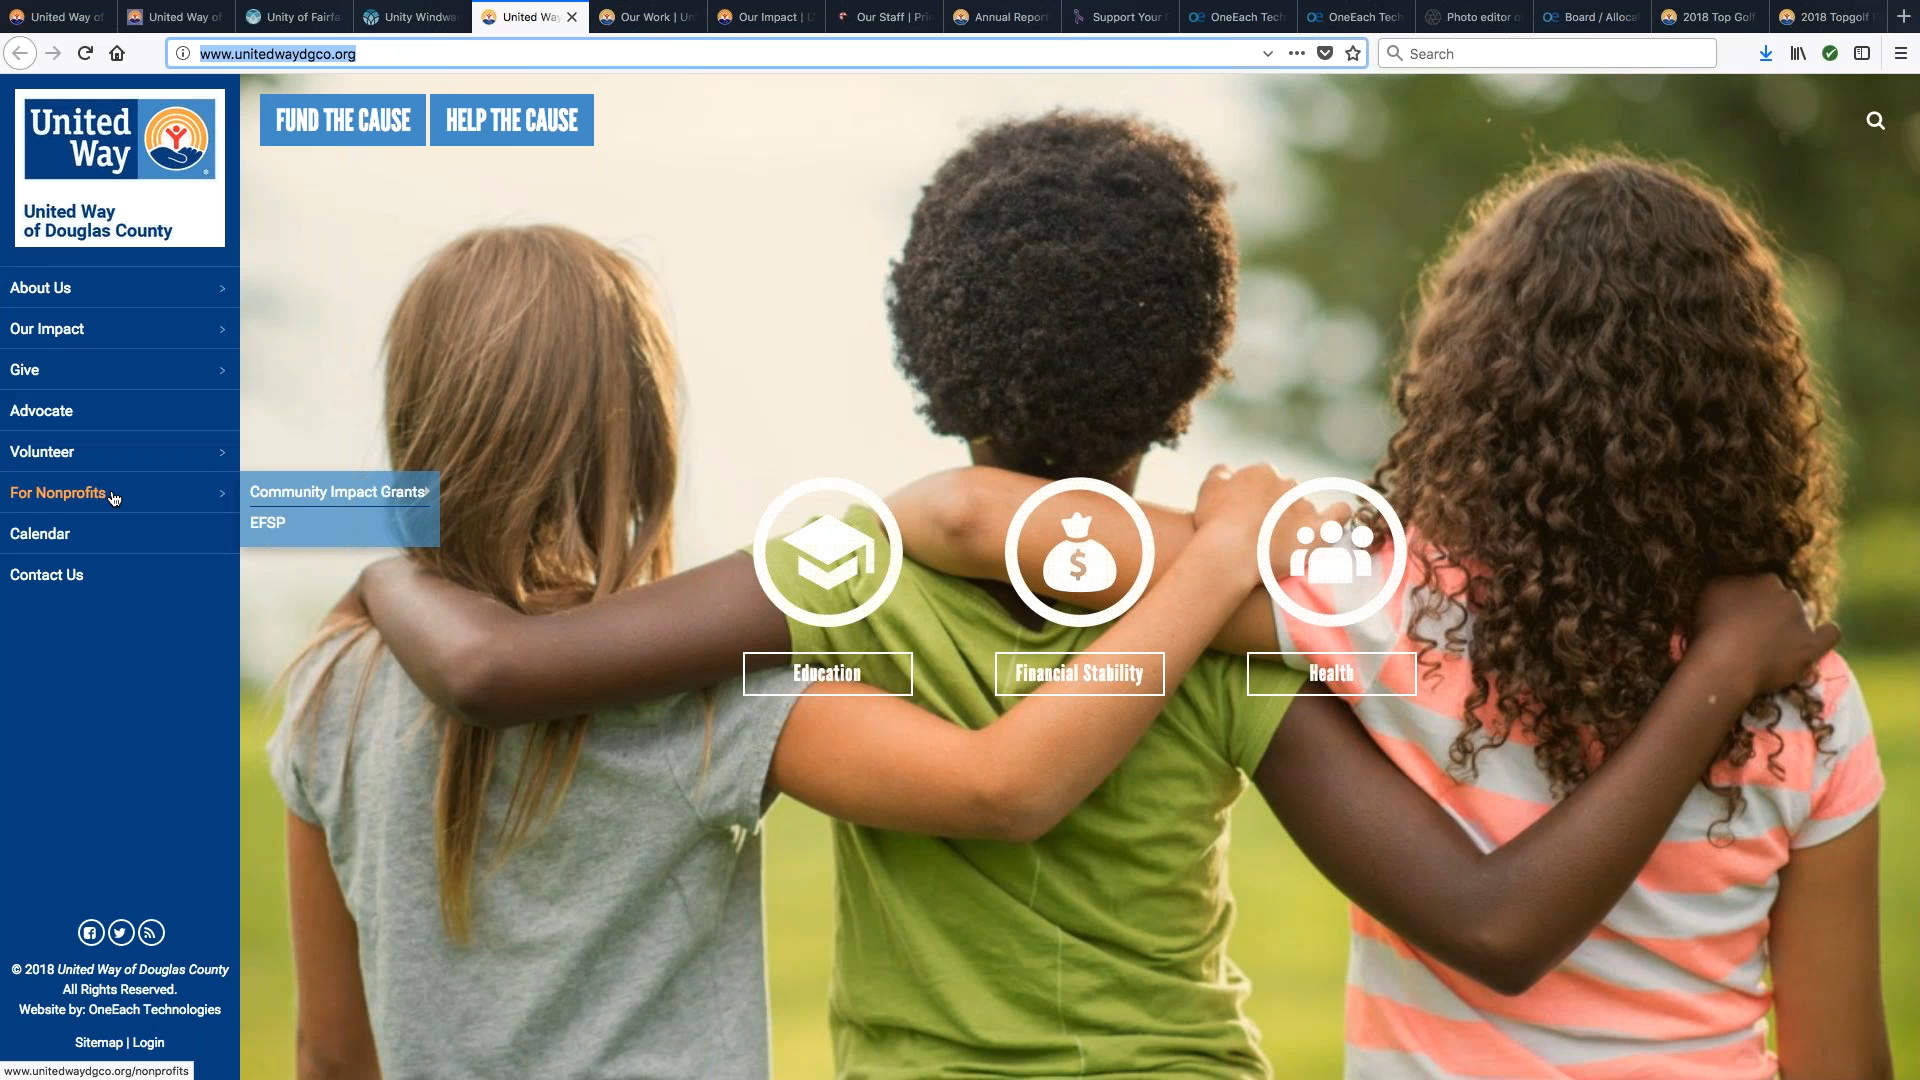 United Way of
United Way of
Unity of Fairfa
Unity Windwa
United Way
Our Work | Un
Our Impact | U
Our Staff | Pri
Annual Report
Support Your
OneEach Tech
OneEach Tech
Photo editor o
Board / Alloca
2018 Top Golf
2018 Topgolf
www.unitedwaydgco.org
Search
United
Way
United Way
of Douglas County
FUND THE CAUSE
HELP THE CAUSE
About Us
Our Impact
Give
Advocate
Volunteer
For Nonprofits
Community Impact Grants
EFSP
Calendar
Contact Us
Education
Financial Stability
Health
© 2018 United Way of Douglas County
All Rights Reserved.
Website by: OneEach Technologies
Sitemap | Login
www.unitedwaydgco.org/nonprofits